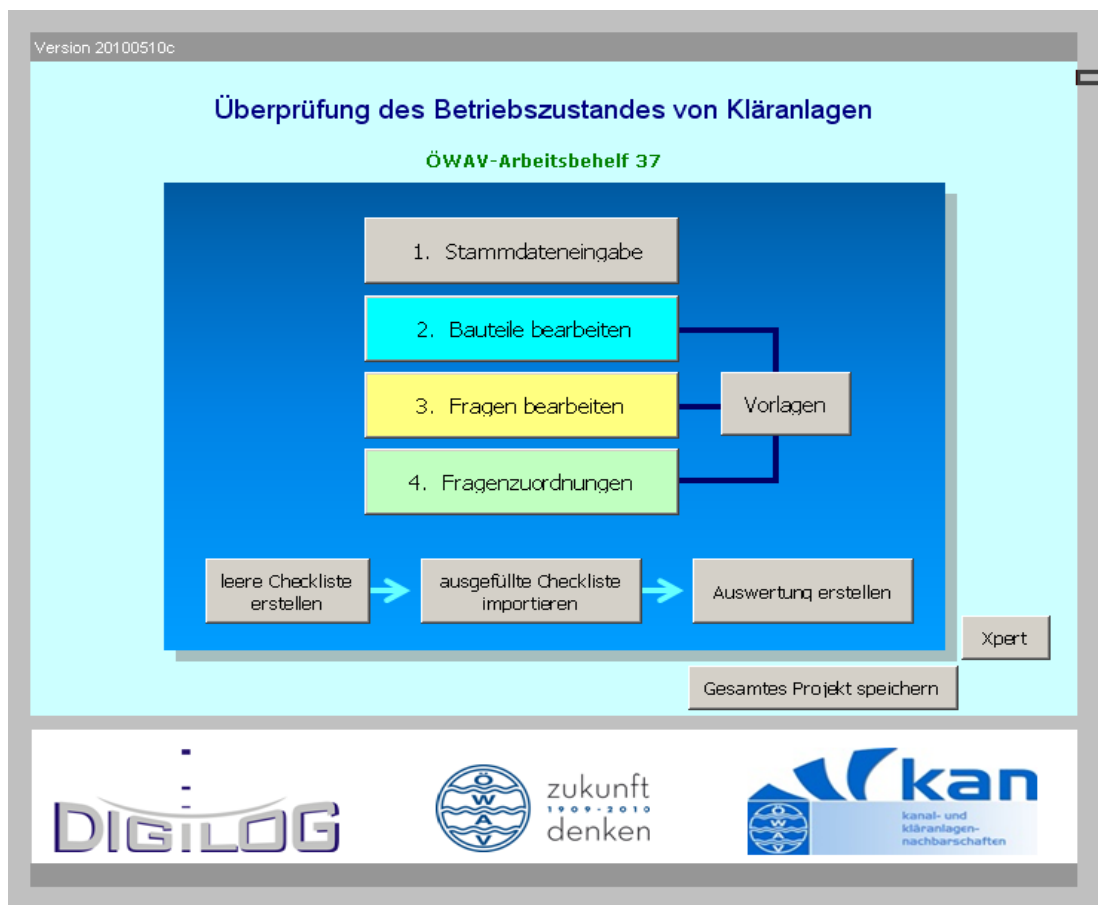 Version 20100510c
Überprüfung des Betriebszustandes von Kläranlagen
ÖWAV-Arbeitsbehelf 37
1. Stammdateneingabe
2. Bauteile bearbeiten
3. Fragen bearbeiten
Vorlagen
4. Fragenzuordnungen
leere Checkliste
erstellen
ausgefüllte Checkliste
importieren
Auswertung erstellen
Xpert
Gesamtes Projekt speichern
DIGILOG
ÖWAV
zukunft
1909-2010
denken
kan
kanal- und
kläranlagen-
nachbarschaften
ÖWAV